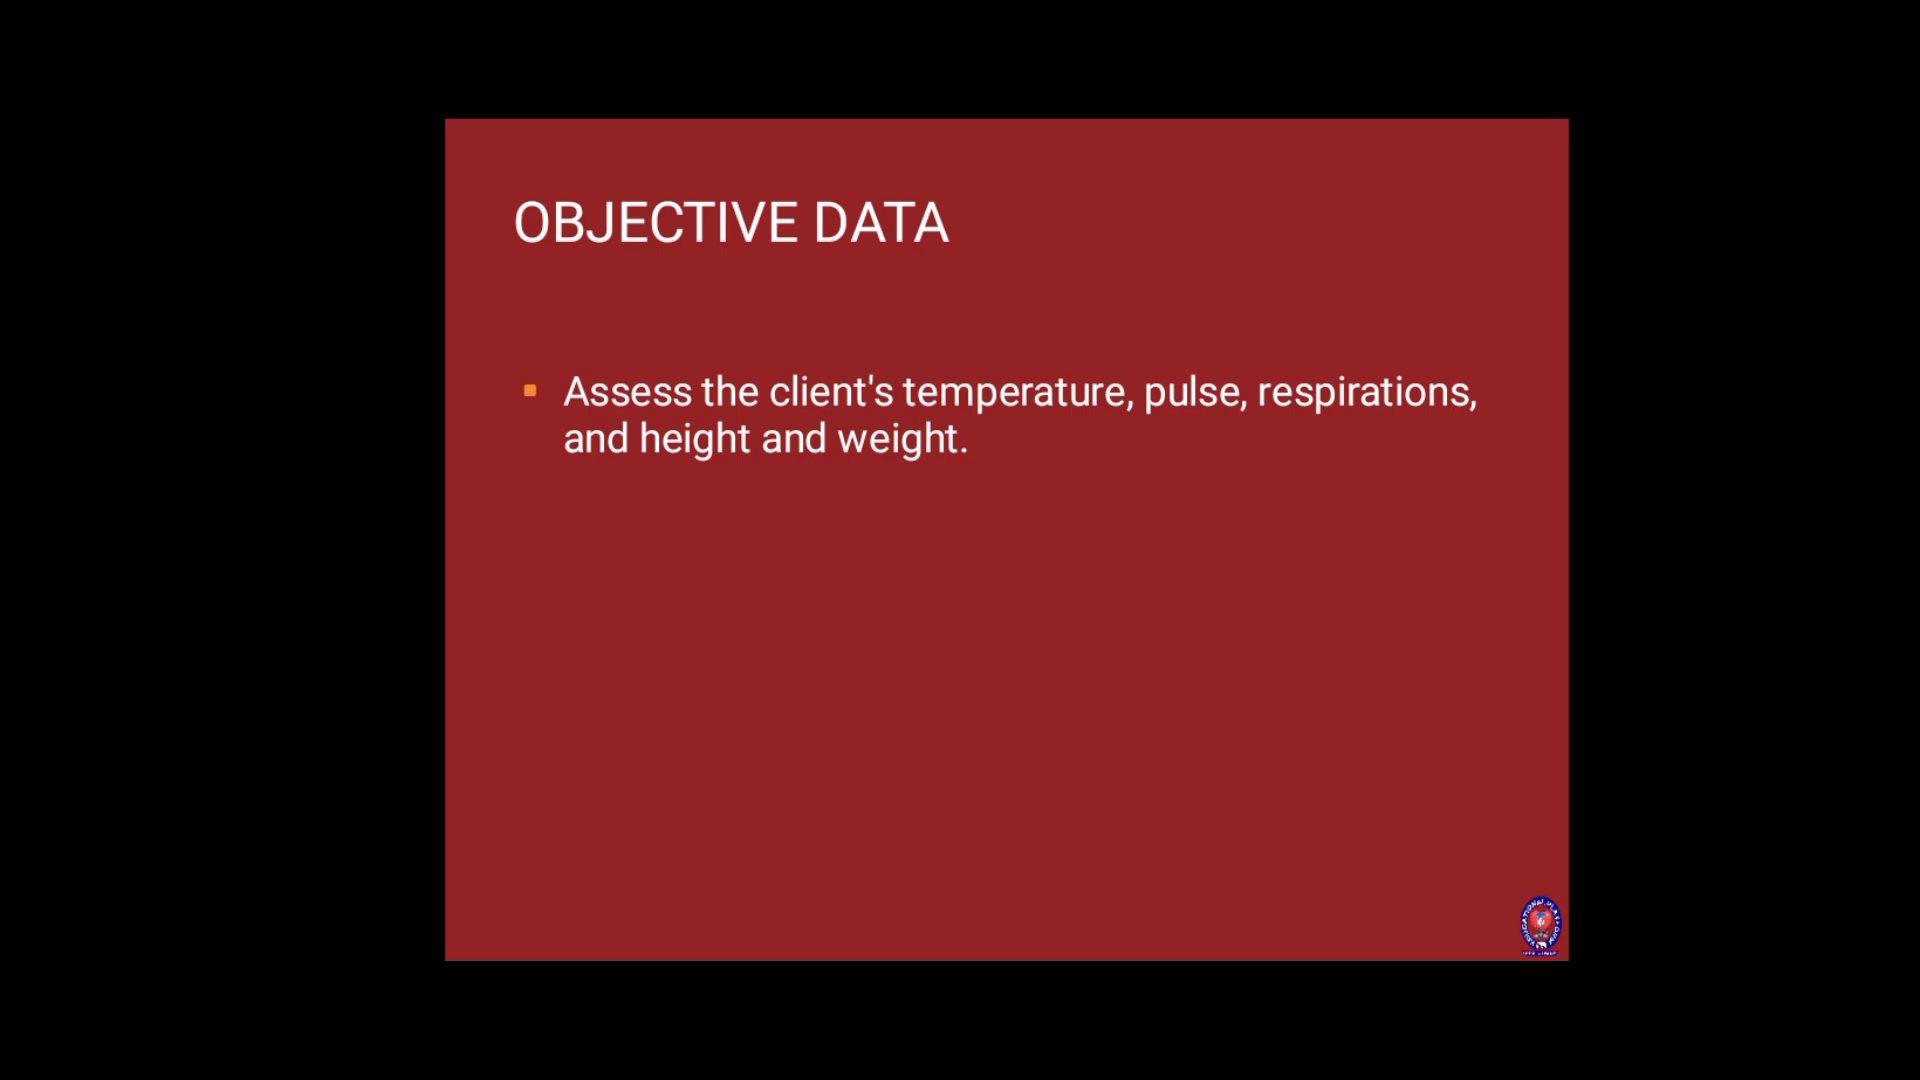 OBJECTIVE DATA
▪ Assess the client's temperature, pulse, respirations,
and height and weight.